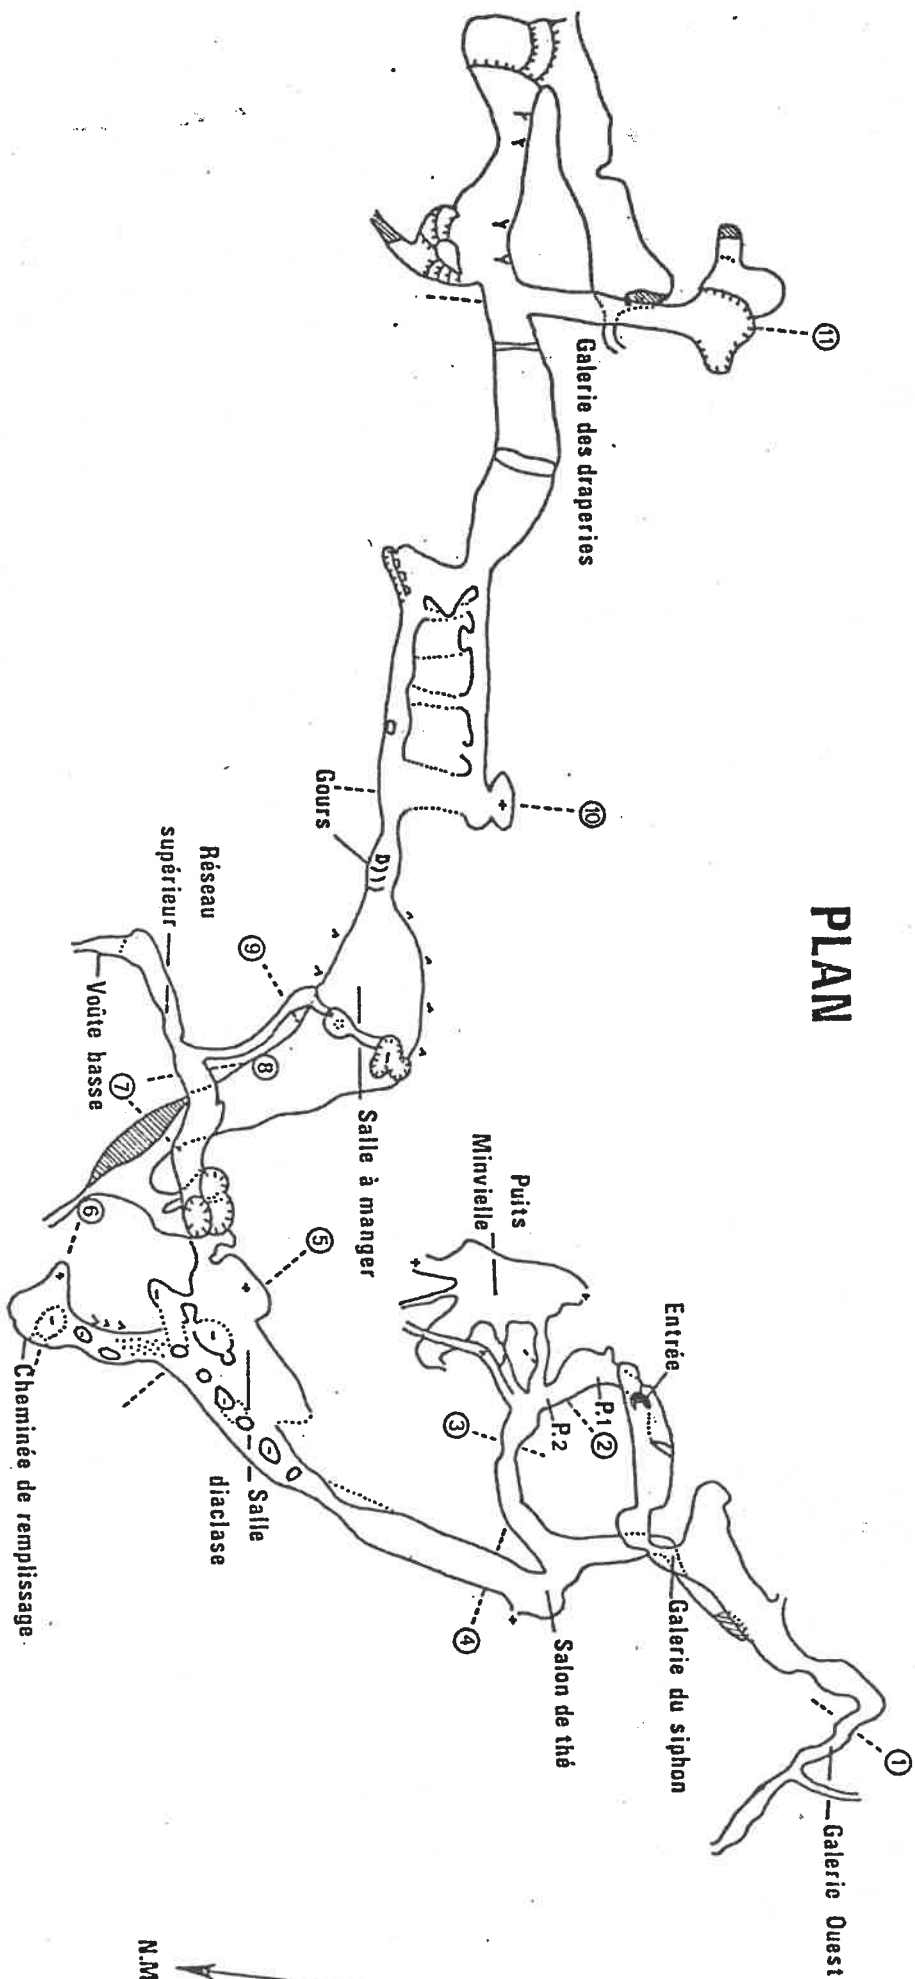 PLAN
11
Galerie des draperies
10
Gours
Réseau
supérieur
9
Voûte basse
8
7
Salle à manger
6
5
Puits
Minvielle
Entrée
P.1
2
P.2
3
Cheminée de remplissage
Salle
diaclase
4
Salon de thé
Galerie du siphon
1
Galerie Ouest
N.M